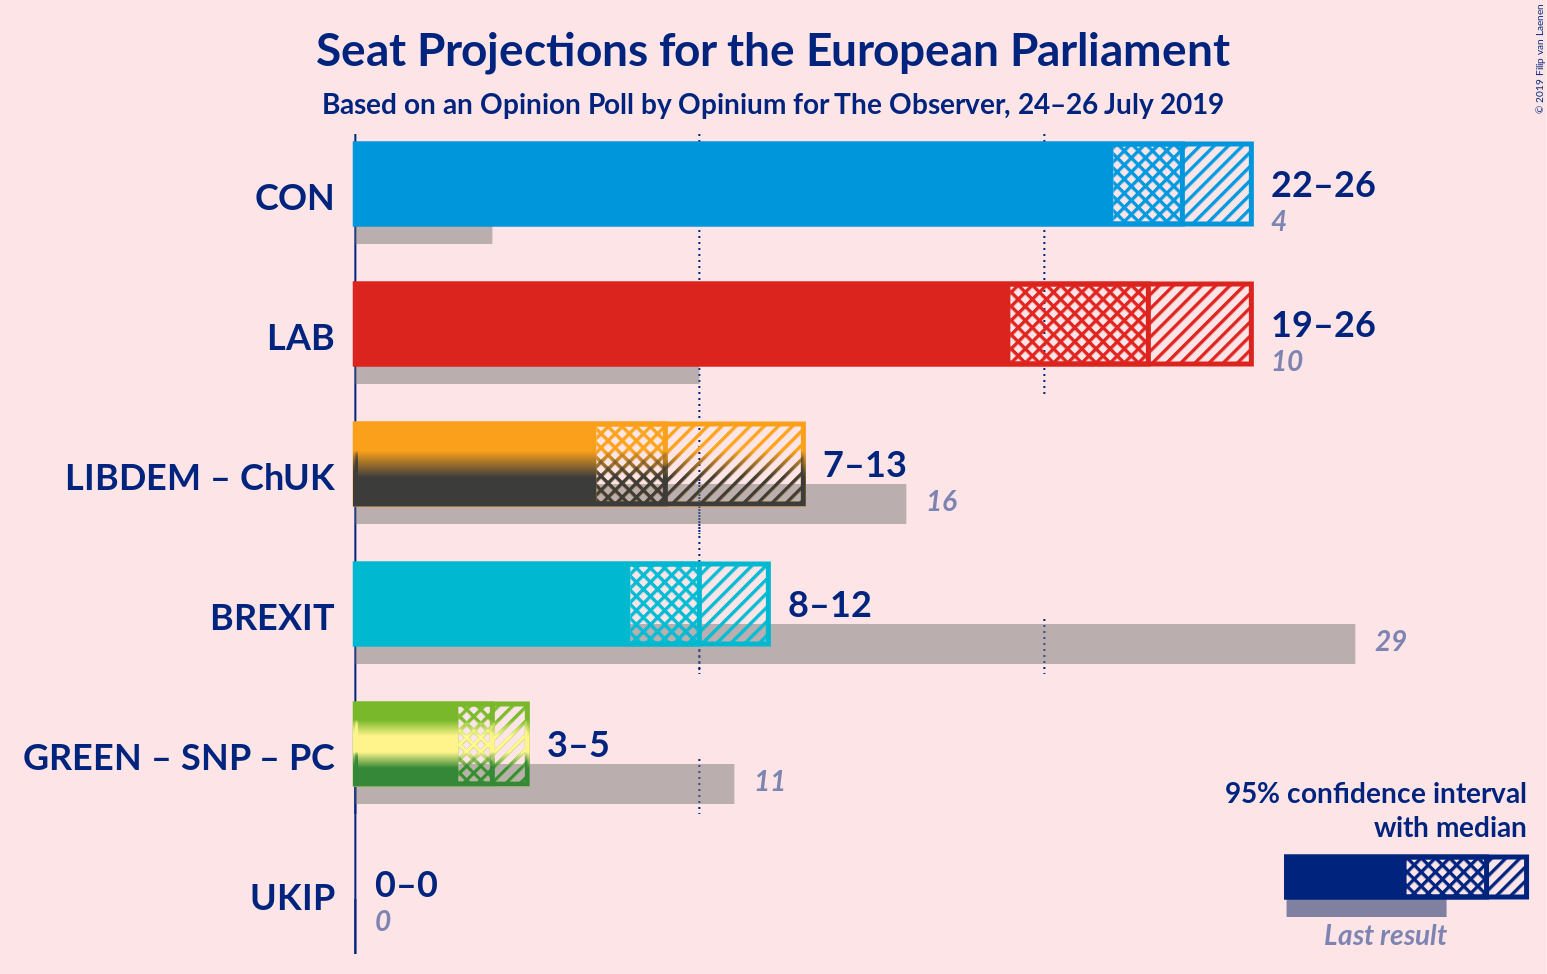 Seat Projections for the European Parliament
Based on an Opinion Poll by Opinium for The Observer, 24–26 July 2019
© 2019 Filip van Laenen
CON
22–26
4
LAB
19–26
10
LIBDEM – ChUK
7–13
16
BREXIT
8–12
29
GREEN – SNP – PC
3–5
11
UKIP
0–0
0
95% confidence interval
with median
Last result